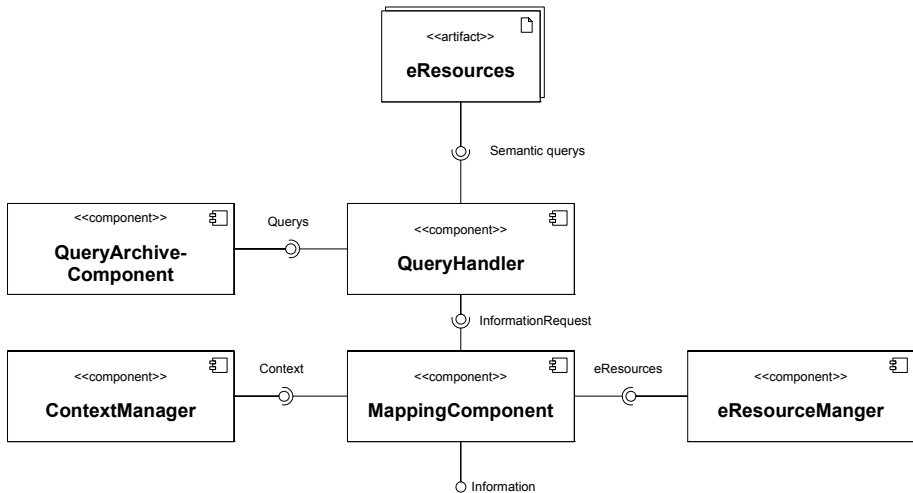 <<artifact>>
eResources
Semantic querys
<<component>>
QueryArchive-
Component
Querys
<<component>>
QueryHandler
InformationRequest
<<component>>
ContextManager
Context
<<component>>
MappingComponent
eResources
<<component>>
eResourceManger
Information